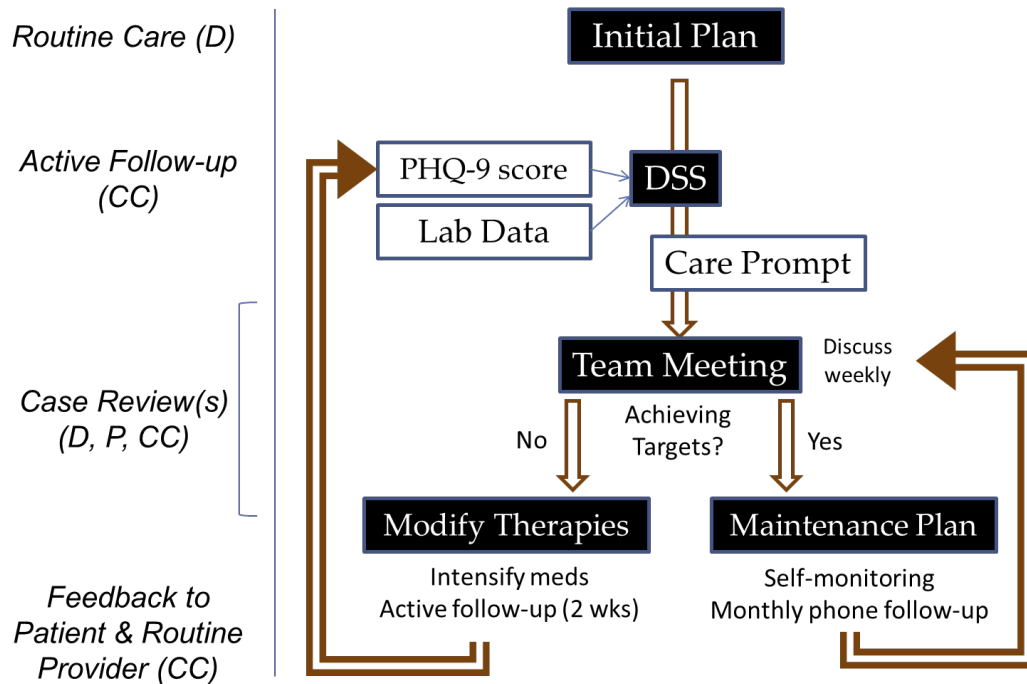 Routine Care (D)
Initial Plan
Active Follow-up
(CC)
PHQ-9 score
DSS
Lab Data
Care Prompt
Case Review(s)
(D, P, CC)
Team Meeting
Discuss
weekly
Achieving
Targets?
No
Yes
Modify Therapies
Maintenance Plan
Intensify meds
Active follow-up (2 wks)
Self-monitoring
Monthly phone follow-up
Feedback to
Patient & Routine
Provider (CC)